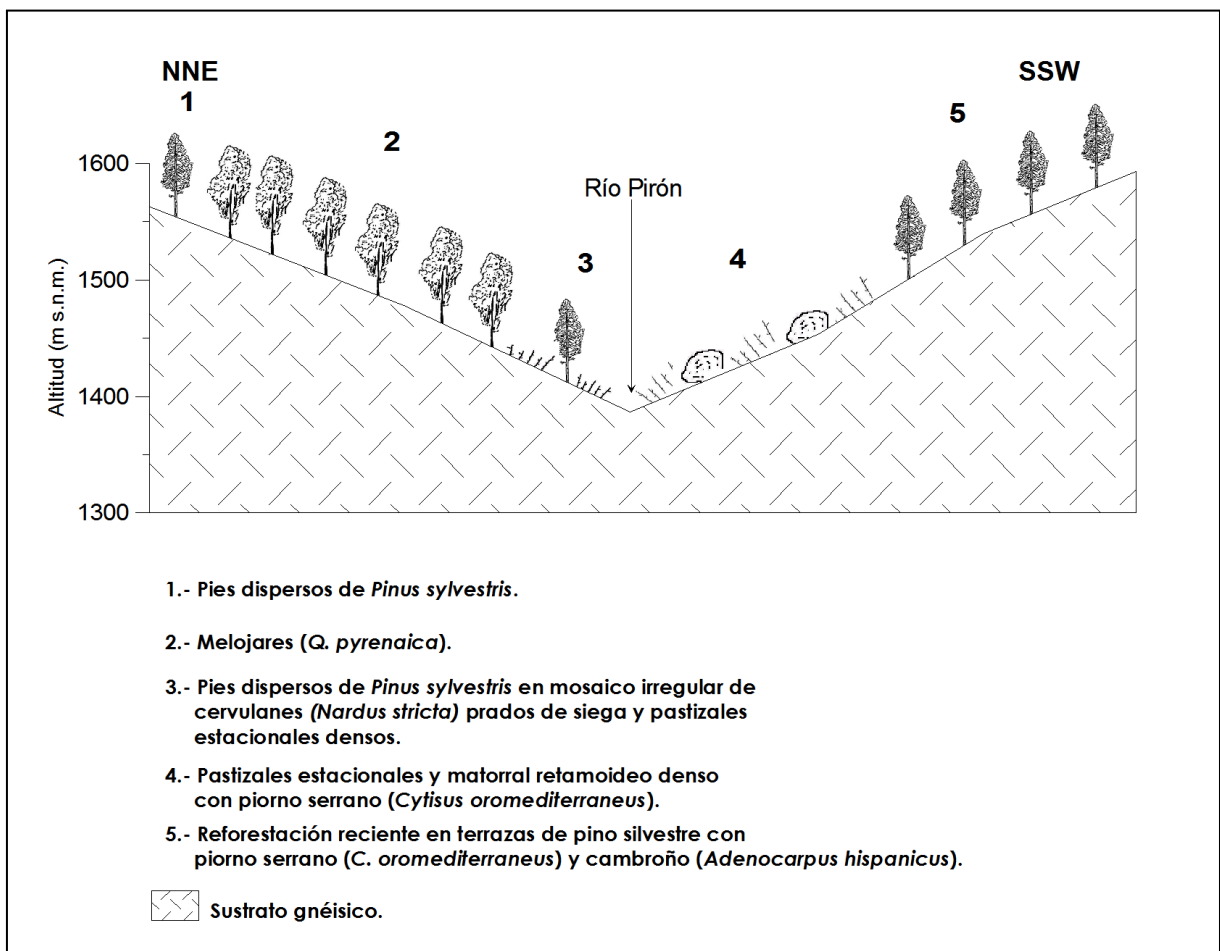 NNE
SSW
1
5
2
1600
Río Pirón
3
4
1500
Altitud (m s.n.m.)
1400
1300
1.- Pies dispersos de Pinus sylvestris.
2.- Melojares (Q. pyrenaica).
3.- Pies dispersos de Pinus sylvestris en mosaico irregular de
cervulanes (Nardus stricta) prados de siega y pastizales
estacionales densos.
4.- Pastizales estacionales y matorral retamoideo denso
con piorno serrano (Cytisus oromediterraneus).
5.- Reforestación reciente en terrazas de pino silvestre con
piorno serrano (C. oromediterraneus) y cambroño (Adenocarpus hispanicus).
Sustrato gnéisico.